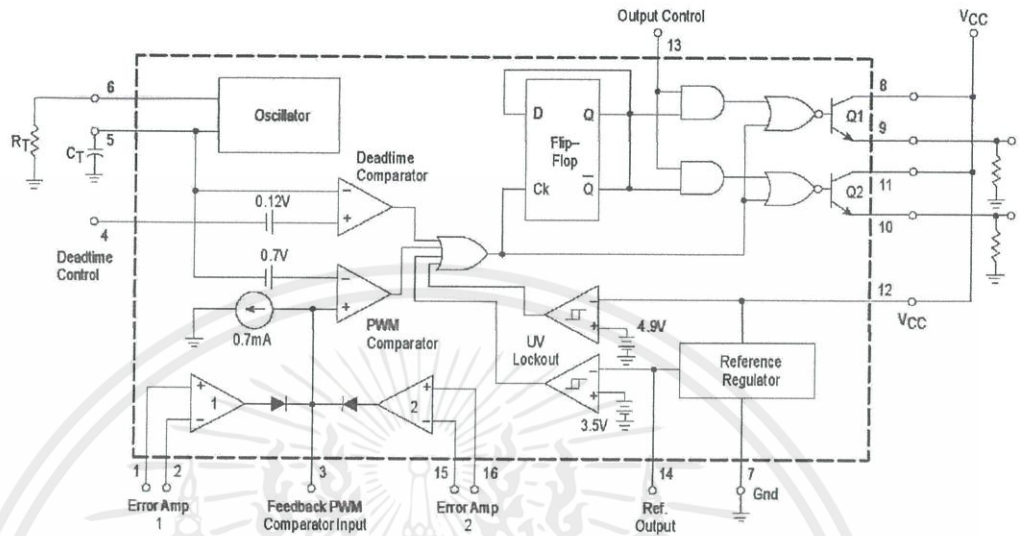 Output Control
VCC
13
6
Oscillator
RT
5
CT
D
Q
Flip-
Flop
Ck
Q
8
Q1
9
11
Q2
10
Deadtime
Comparator
0.12V
4
Deadtime
Control
0.7V
0.7mA
PWM
Comparator
UV
Lockout
4.9V
3.5V
12
VCC
Reference
Regulator
1
2
1
2
3
15
16
14
7
Error Amp
1
Feedback PWM
Comparator Input
Error Amp
2
Ref.
Output
Gnd